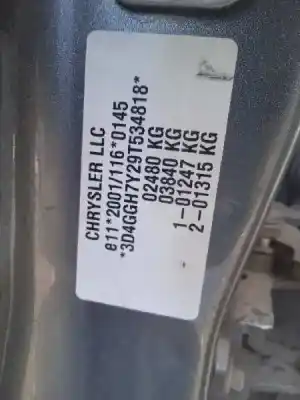 CHRYSLER LLC
e11*2001/116*0145
*3D4GGH7Y29T534818*
02480 KG
03840 KG
1-01247 KG
2-01315 KG